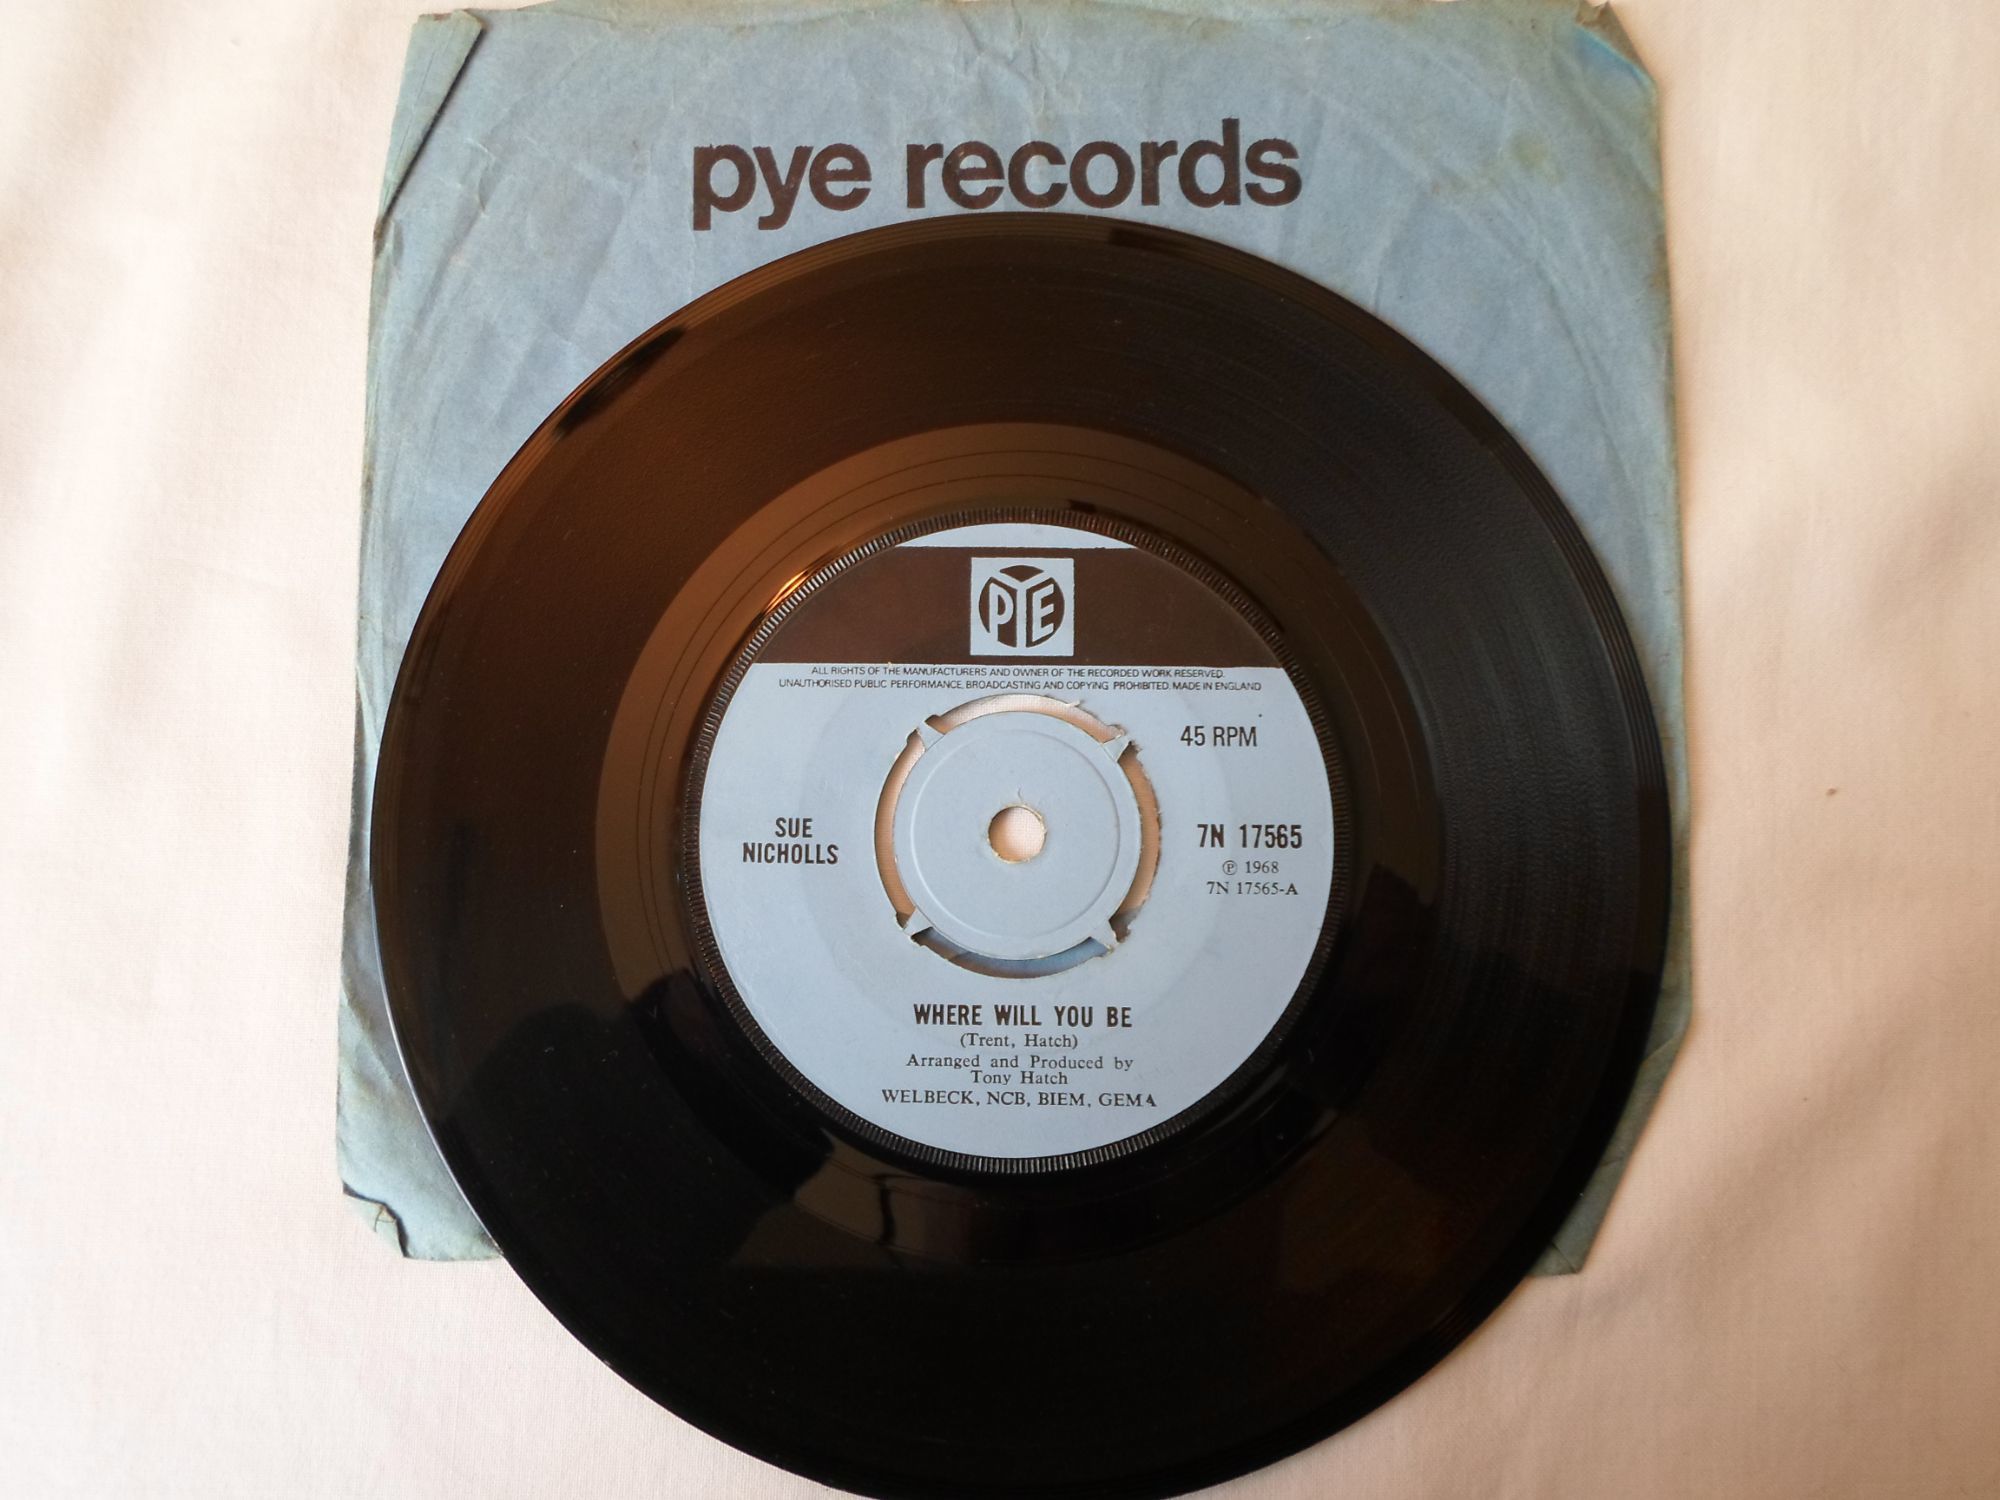 pye records
PYE
ALL RIGHTS OF THE MANUFACTURERS AND OWNER OF THE RECORDED WORK RESERVED.
UNAUTHORISED PUBLIC PERFORMANCE, BROADCASTING AND COPYING PROHIBITED. MADE IN ENGLAND
45 RPM
SUE
NICHOLLS
7N 17565
℗ 1968
7N 17565-A
WHERE WILL YOU BE
(Trent, Hatch)
Arranged and Produced by
Tony Hatch
WELBECK, NCB, BIEM, GEMA